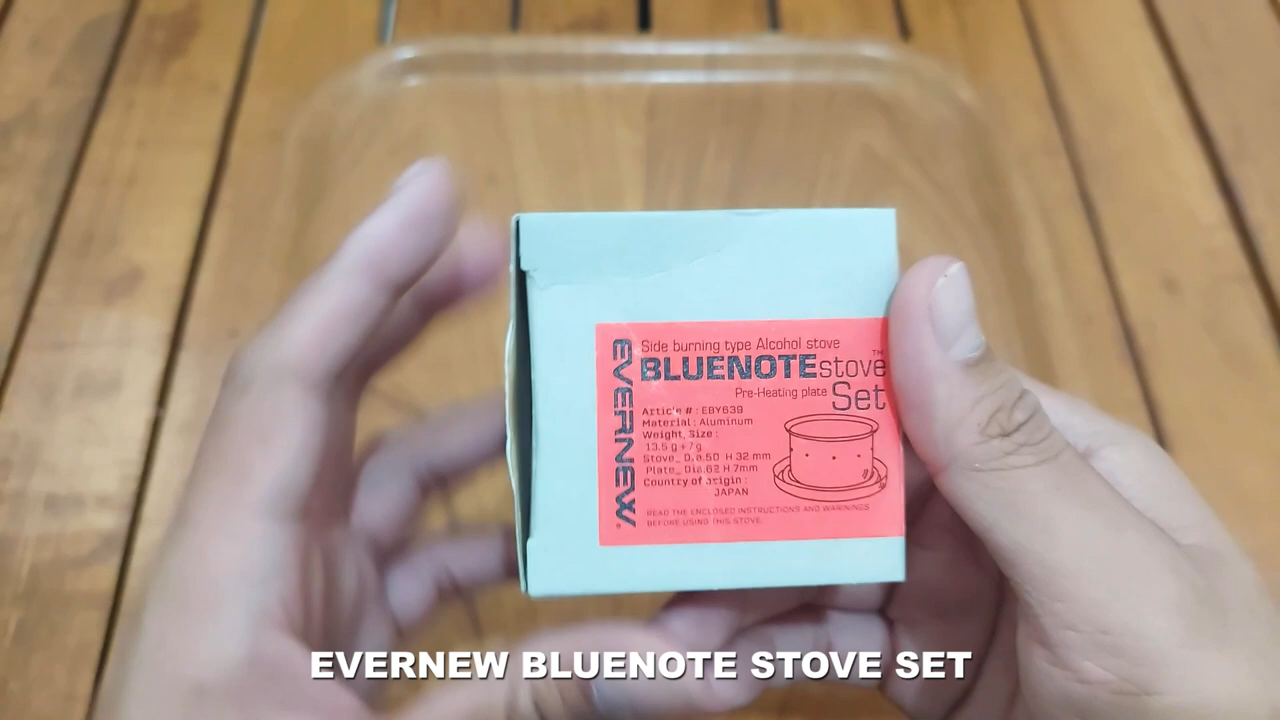 EVERNEW®
Side burning type Alcohol stove
BLUENOTE stove™
Pre-Heating plate Set
Article # : EBY639
Material : Aluminum
Weight, Size :
13.5 g + 7 g
Stove_ Dia.50 H 32 mm
Plate_ Dia.62 H 7mm
Country of origin :
JAPAN
READ THE ENCLOSED INSTRUCTIONS AND WARNINGS
BEFORE USING THIS STOVE.
EVERNEW BLUENOTE STOVE SET